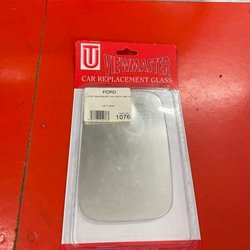 U
T
VIEWMASTER
CAR REPLACEMENT GLASS
FORD
1076